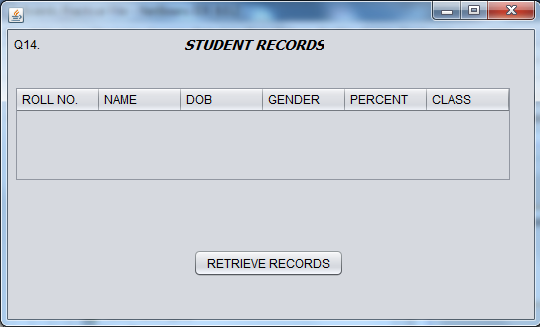 Q14.
STUDENT RECORDS
ROLL NO. NAME DOB GENDER PERCENT CLASS
RETRIEVE RECORDS